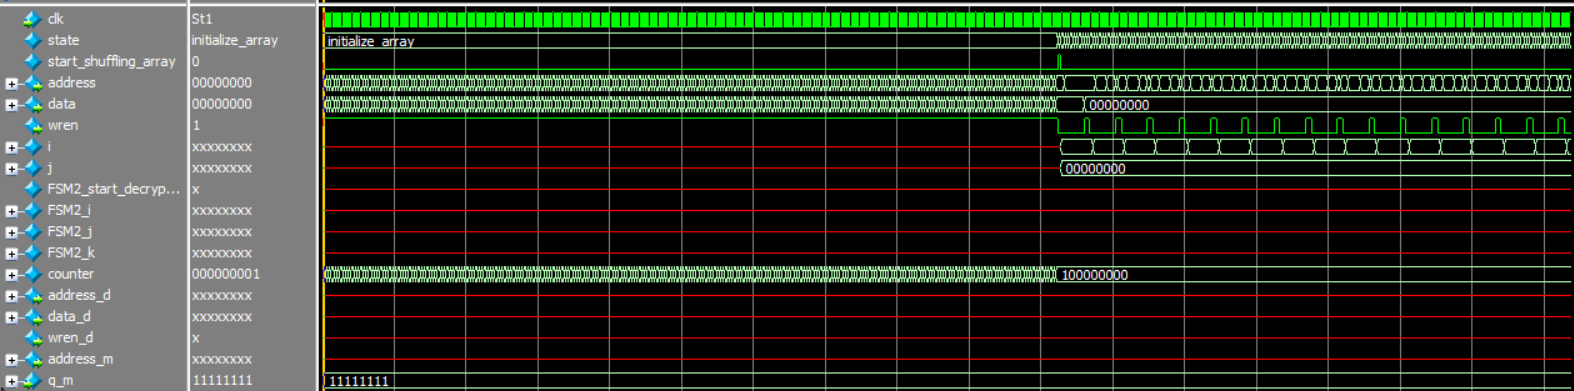 clk St1
state initialize_array initialize_array
start_shuffling_array 0
address 00000000
data 00000000 00000000
wren 1
i xxxxxxxx
j xxxxxxxx 00000000
FSM2_start_decryp... x
FSM2_i xxxxxxxx
FSM2_j xxxxxxxx
FSM2_k xxxxxxxx
counter 000000001 100000000
address_d xxxxxxxx
data_d xxxxxxxx
wren_d x
address_m xxxxxxxx
q_m 11111111 11111111